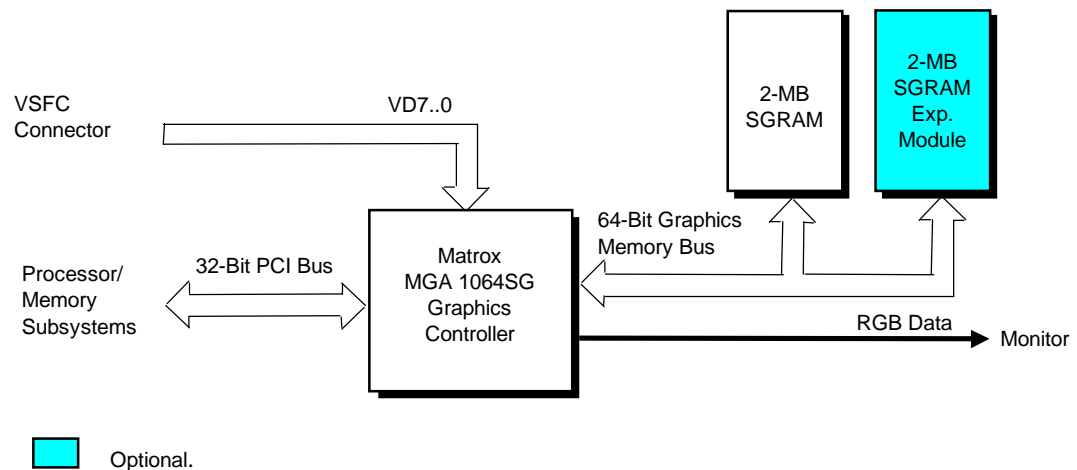 2-MB
SGRAM
2-MB
SGRAM
Exp.
Module
VSFC
Connector
VD7..0
64-Bit Graphics
Memory Bus
Matrox
MGA 1064SG
Graphics
Controller
32-Bit PCI Bus
Processor/
Memory
Subsystems
RGB Data
Monitor
Optional.